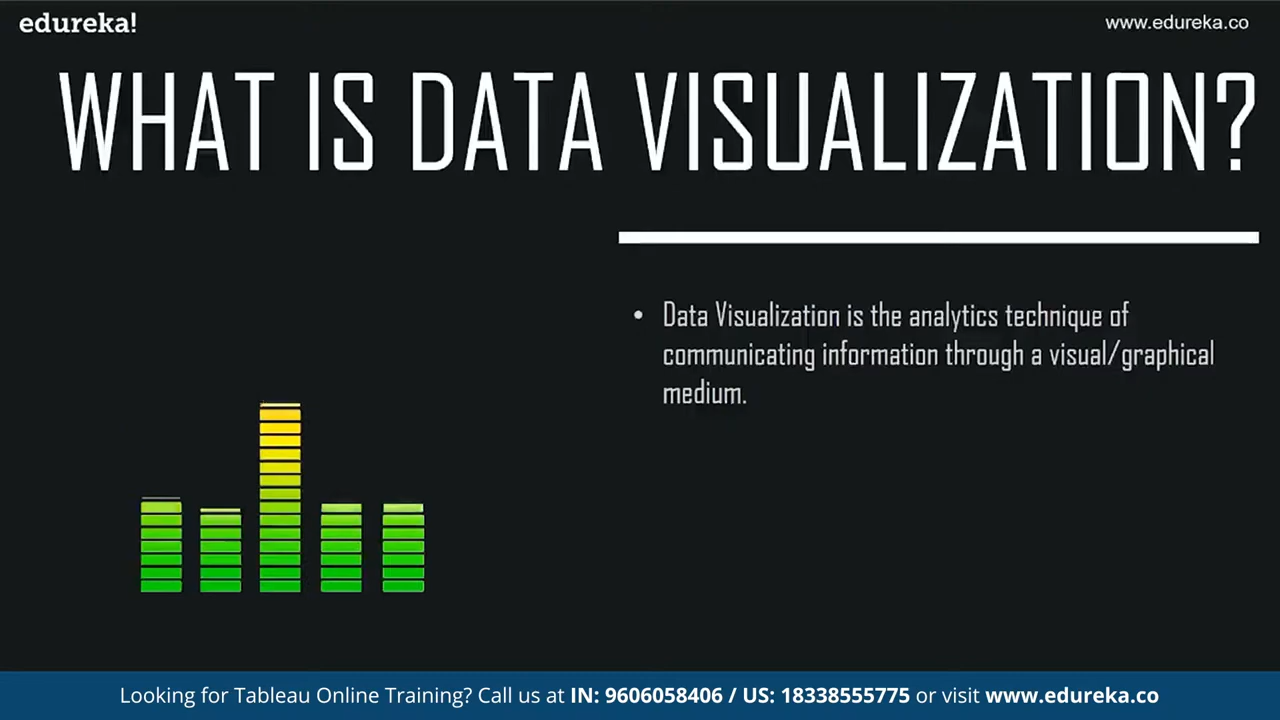 edureka!
www.edureka.co
WHAT IS DATA VISUALIZATION?
• Data Visualization is the analytics technique of
communicating information through a visual/graphical
medium.
Looking for Tableau Online Training? Call us at IN: 9606058406 / US: 18338555775 or visit www.edureka.co